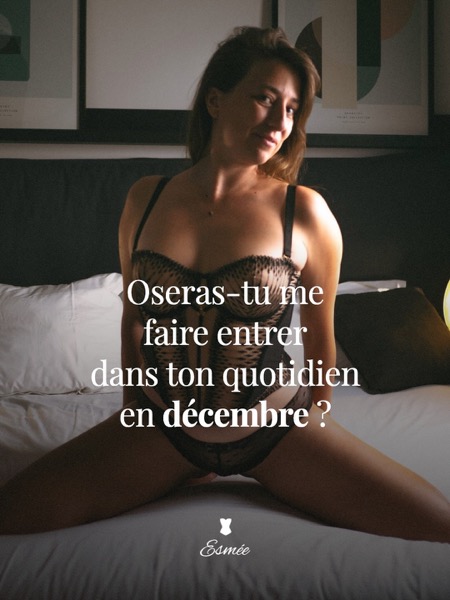 Oseras-tu me
faire entrer
dans ton quotidien
en décembre ?
Esmée